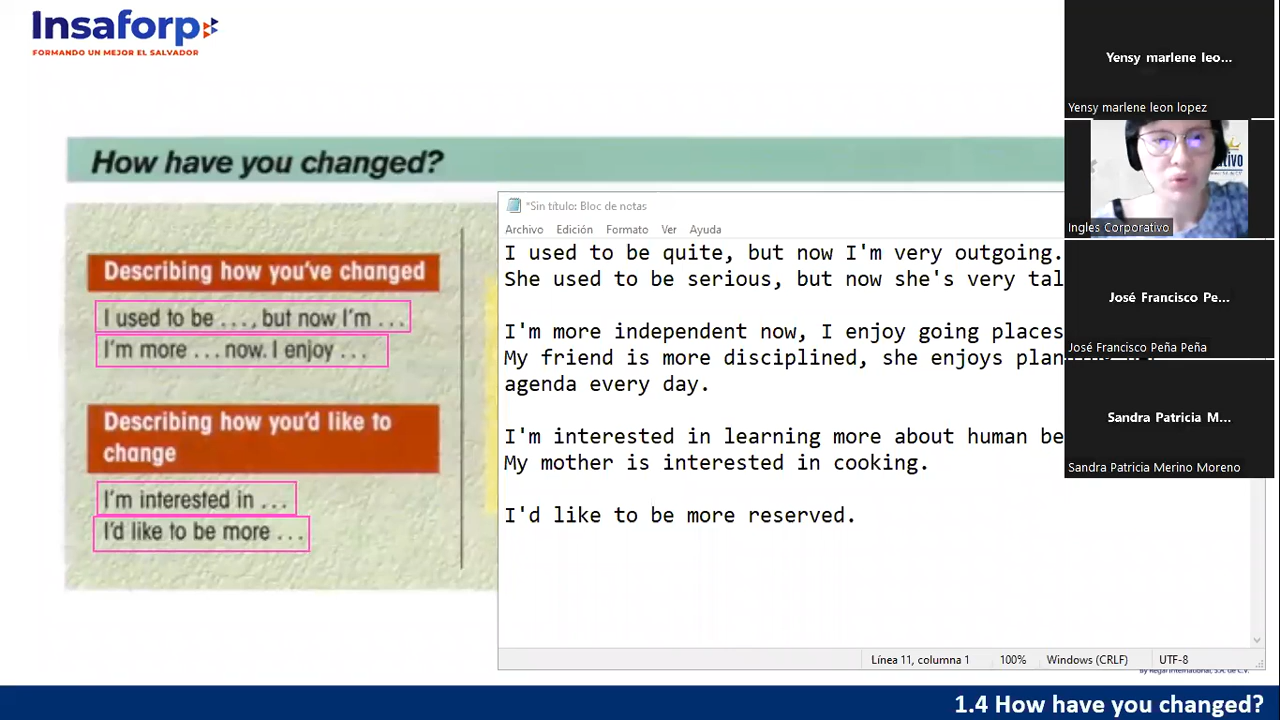 Insaforp
FORMANDO UN MEJOR EL SALVADOR
How have you changed?
Describing how you've changed
I used to be ..., but now I'm ...
I'm more ... now. I enjoy ...
Describing how you'd like to
change
I'm interested in ...
I'd like to be more ...
*Sin título: Bloc de notas
Archivo Edición Formato Ver Ayuda
I used to be quite, but now I'm very outgoing.
She used to be serious, but now she's very
I'm more independent now, I enjoy going places
My friend is more disciplined, she enjoys
agenda every day.
I'm interested in learning more about human
My mother is interested in cooking.
I'd like to be more reserved.
Línea 11, columna 1 100% Windows (CRLF) UTF-8
Yensy marlene leo...
Yensy marlene leon lopez
Ingles Corporativo
José Francisco Pe...
José Francisco Peña Peña
Sandra Patricia M...
Sandra Patricia Merino Moreno
1.4 How have you changed?